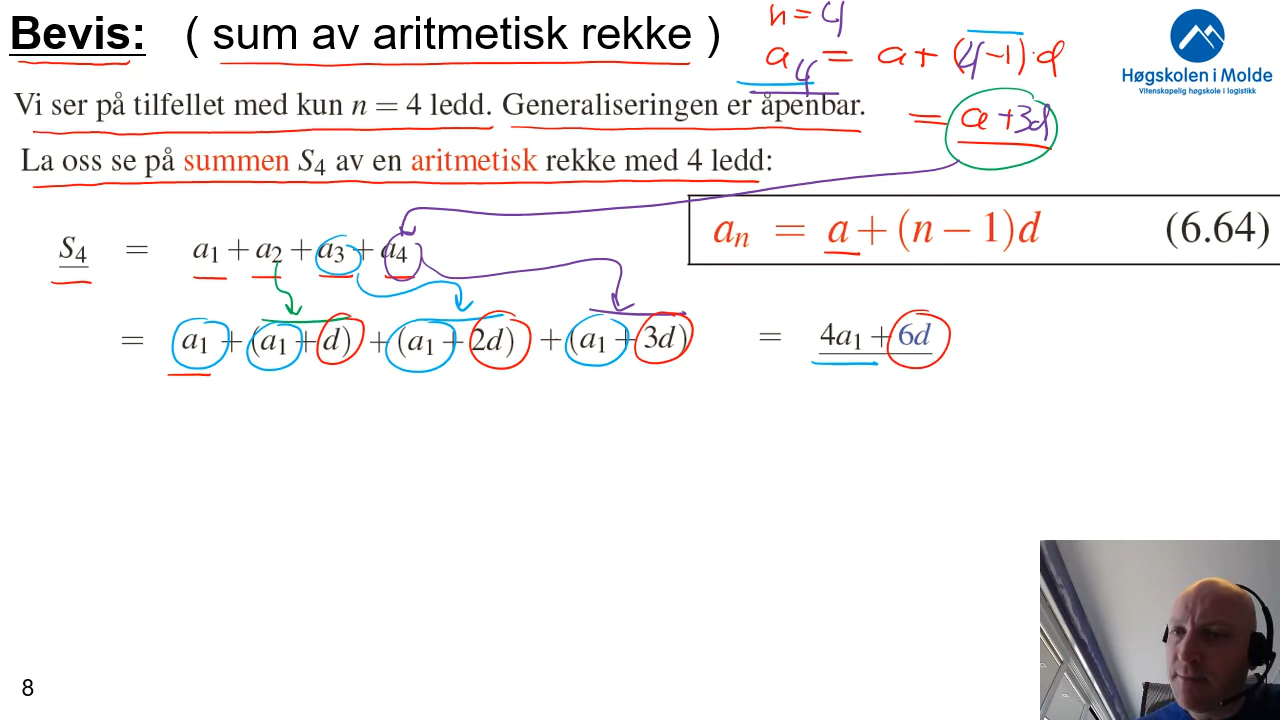 Bevis: ( sum av aritmetisk rekke )
n = 4
a₄ = a + (4-1)·d
= a + 3d
Høgskolen i Molde
Vitenskapelig høgskole i logistikk
Vi ser på tilfellet med kun n = 4 ledd. Generaliseringen er åpenbar.
La oss se på summen S₄ av en aritmetisk rekke med 4 ledd:
aₙ = a + (n − 1)d (6.64)
S₄ = a₁ + a₂ + a₃ + a₄
= a₁ + (a₁ + d) + (a₁ + 2d) + (a₁ + 3d) = 4a₁ + 6d
8